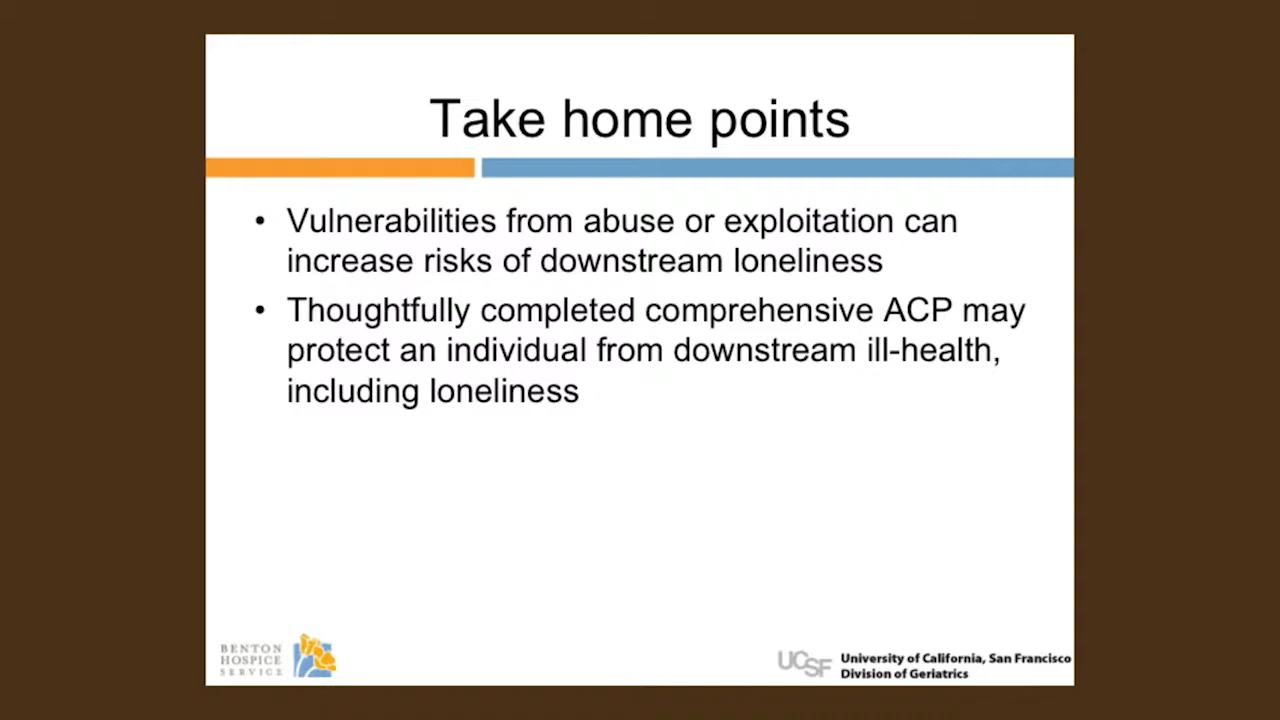 Take home points
• Vulnerabilities from abuse or exploitation can
increase risks of downstream loneliness
• Thoughtfully completed comprehensive ACP may
protect an individual from downstream ill-health,
including loneliness
BENTON
HOSPICE
SERVICE
UCSF
University of California, San Francisco
Division of Geriatrics